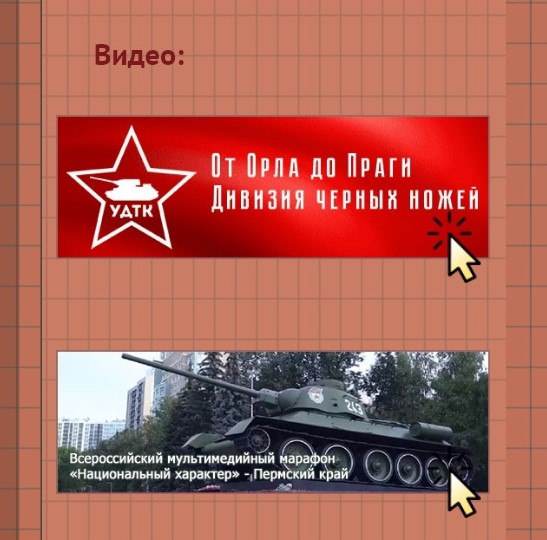 Видео:
От Орла до Праги
Дивизия черных ножей
УДТК
Всероссийский мультимедийный марафон
«Национальный характер» - Пермский край